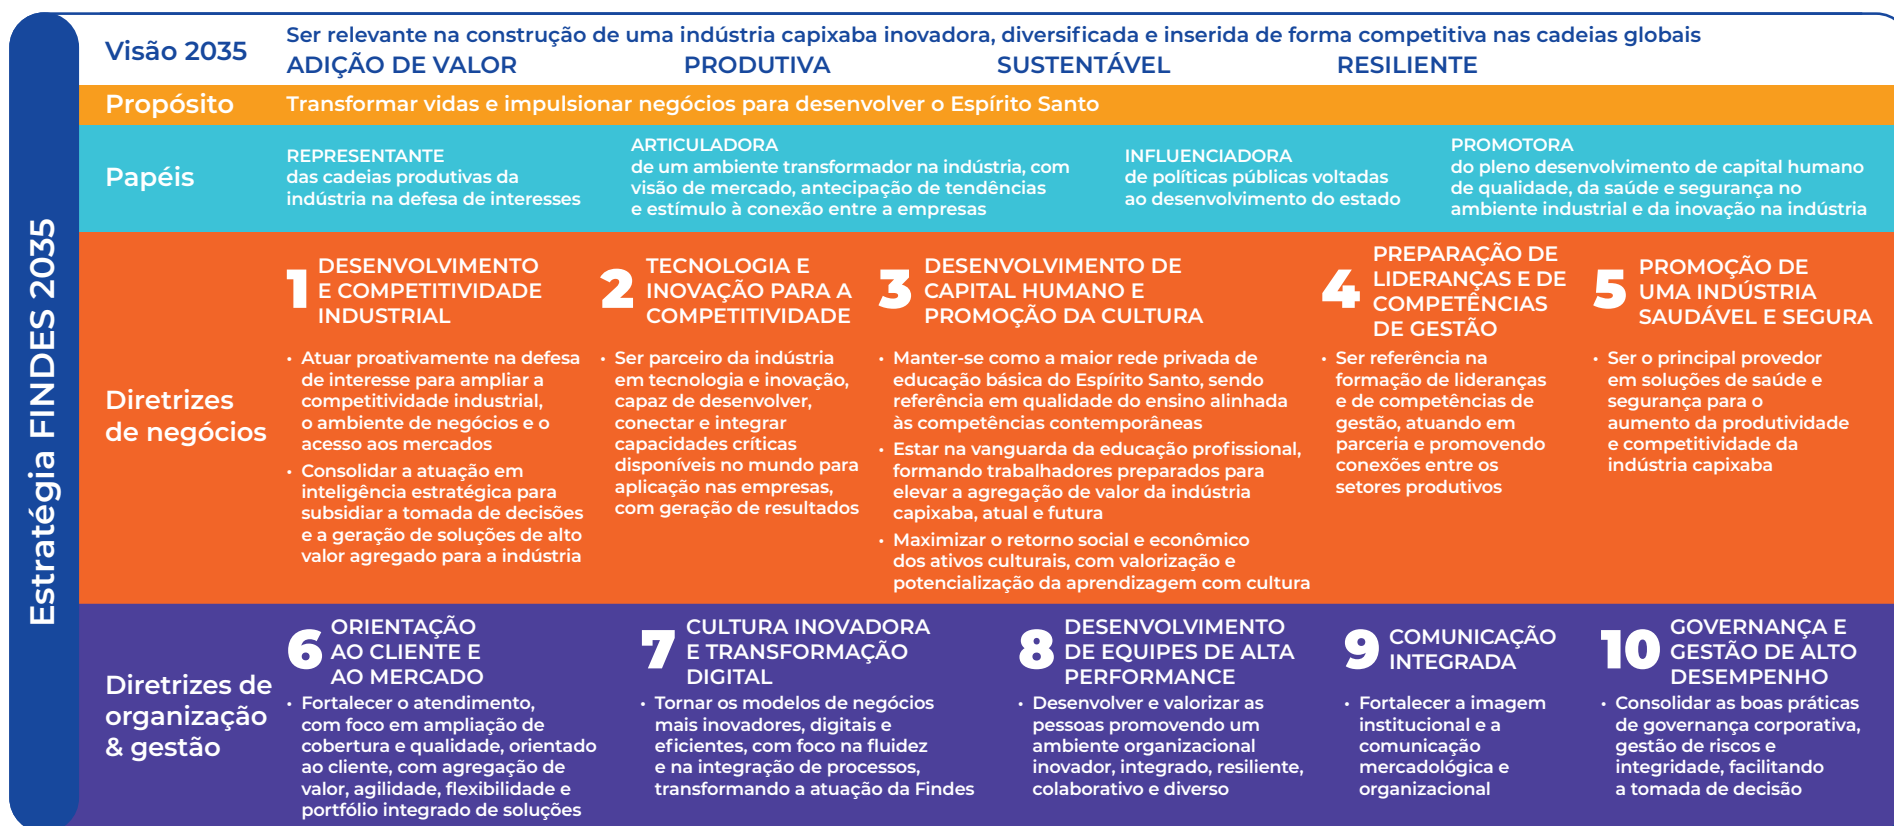 Estratégia FINDES 2035
Visão 2035
Ser relevante na construção de uma indústria capixaba inovadora, diversificada e inserida de forma competitiva nas cadeias globais
ADIÇÃO DE VALOR
PRODUTIVA
SUSTENTÁVEL
RESILIENTE
Propósito
Transformar vidas e impulsionar negócios para desenvolver o Espírito Santo
Papéis
REPRESENTANTE
das cadeias produtivas da
indústria na defesa de interesses
ARTICULADORA
de um ambiente transformador na indústria, com
visão de mercado, antecipação de tendências
e estímulo à conexão entre a empresas
INFLUENCIADORA
de políticas públicas voltadas
ao desenvolvimento do estado
PROMOTORA
do pleno desenvolvimento de capital humano
de qualidade, da saúde e segurança no
ambiente industrial e da inovação na indústria
Diretrizes
de negócios
1
DESENVOLVIMENTO
E COMPETITIVIDADE
INDUSTRIAL
• Atuar proativamente na defesa
de interesse para ampliar a
competitividade industrial,
o ambiente de negócios e o
acesso aos mercados
• Consolidar a atuação em
inteligência estratégica para
subsidiar a tomada de decisões
e a geração de soluções de alto
valor agregado para a indústria
2
TECNOLOGIA E
INOVAÇÃO PARA A
COMPETITIVIDADE
• Ser parceiro da indústria
em tecnologia e inovação,
capaz de desenvolver,
conectar e integrar
capacidades críticas
disponíveis no mundo para
aplicação nas empresas,
com geração de resultados
3
DESENVOLVIMENTO DE
CAPITAL HUMANO E
PROMOÇÃO DA CULTURA
• Manter-se como a maior rede privada de
educação básica do Espírito Santo, sendo
referência em qualidade do ensino alinhada
às competências contemporâneas
• Estar na vanguarda da educação profissional,
formando trabalhadores preparados para
elevar a agregação de valor da indústria
capixaba, atual e futura
• Maximizar o retorno social e econômico
dos ativos culturais, com valorização e
potencialização da aprendizagem com cultura
4
PREPARAÇÃO DE
LIDERANÇAS E DE
COMPETÊNCIAS
DE GESTÃO
• Ser referência na
formação de lideranças
e de competências de
gestão, atuando em
parceria e promovendo
conexões entre os
setores produtivos
5
PROMOÇÃO DE
UMA INDÚSTRIA
SAUDÁVEL E SEGURA
• Ser o principal provedor
em soluções de saúde e
segurança para o
aumento da produtividade
e competitividade da
indústria capixaba
Diretrizes de
organização
& gestão
6
ORIENTAÇÃO
AO CLIENTE E
AO MERCADO
• Fortalecer o atendimento,
com foco em ampliação de
cobertura e qualidade, orientado
ao cliente, com agregação de
valor, agilidade, flexibilidade e
portfólio integrado de soluções
7
CULTURA INOVADORA
E TRANSFORMAÇÃO
DIGITAL
• Tornar os modelos de negócios
mais inovadores, digitais e
eficientes, com foco na fluidez
e na integração de processos,
transformando a atuação da Findes
8
DESENVOLVIMENTO
DE EQUIPES DE ALTA
PERFORMANCE
• Desenvolver e valorizar as
pessoas promovendo um
ambiente organizacional
inovador, integrado, resiliente,
colaborativo e diverso
9
COMUNICAÇÃO
INTEGRADA
• Fortalecer a imagem
institucional e a
comunicação
mercadológica e
organizacional
10
GOVERNANÇA E
GESTÃO DE ALTO
DESEMPENHO
• Consolidar as boas práticas
de governança corporativa,
gestão de riscos e
integridade, facilitando
a tomada de decisão